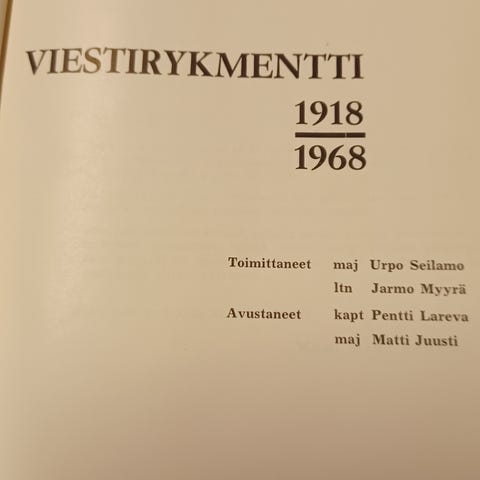 VIESTIRYKMENTTI
1918
1968
Toimittaneet maj Urpo Seilamo
ltn Jarmo Myyrä
Avustaneet kapt Pentti Lareva
maj Matti Juusti